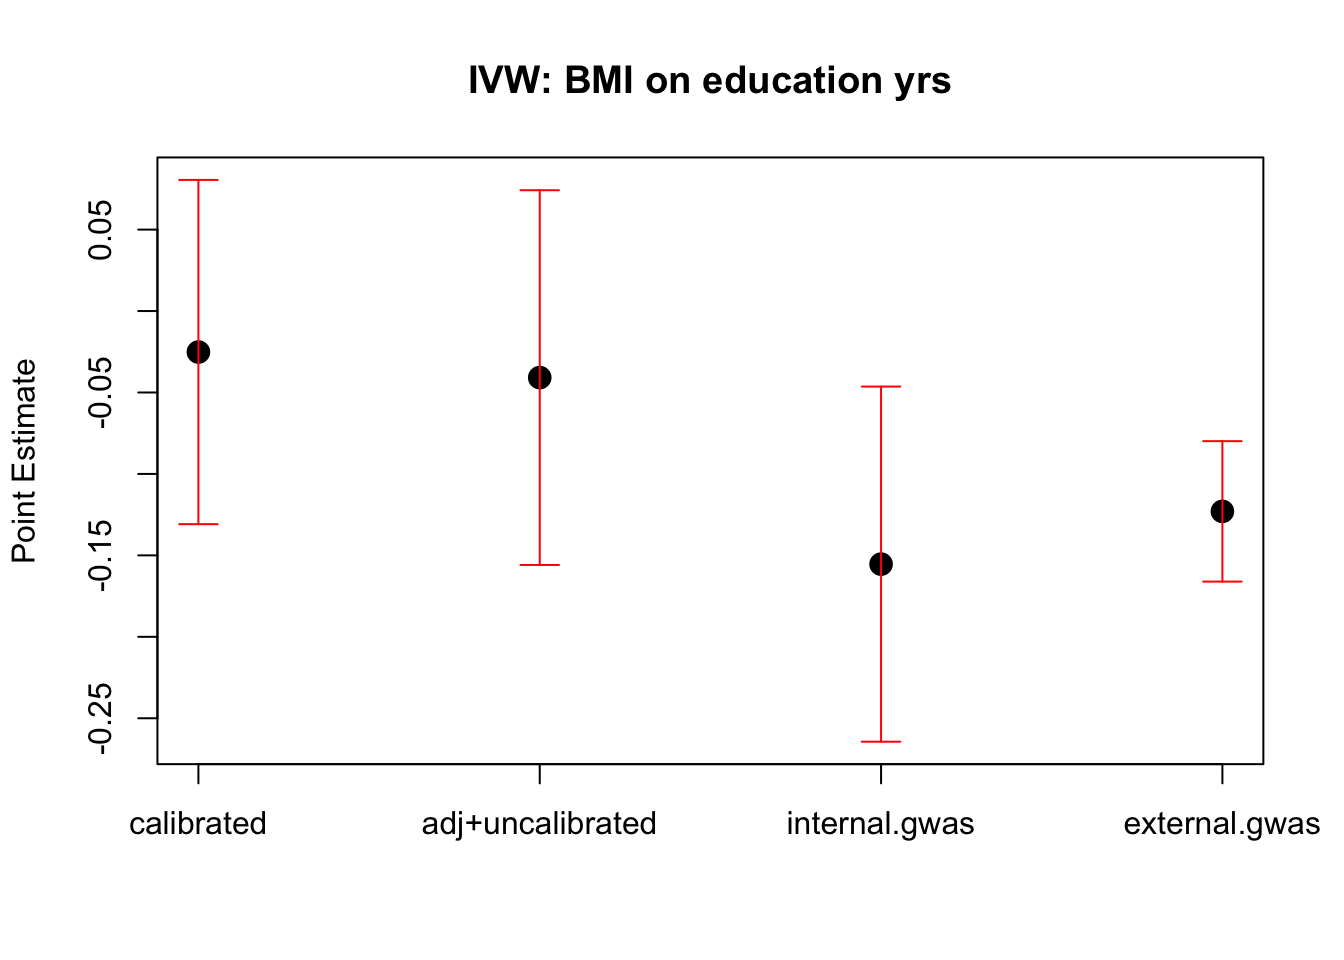 IVW: BMI on education yrs
Point Estimate
0.05
-0.05
-0.15
-0.25
calibrated
adj+uncalibrated
internal.gwas
external.gwas